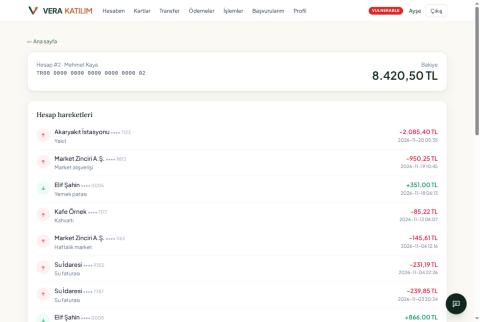 VERA KATILIM
Hesabım Kartlar Transfer Ödemeler İşlemler Başvurularım Profil
VULNERABLE Ayşe Çıkış
← Ana sayfa
Hesap #2 · Mehmet Kaya
TR00 0000 0000 0000 0000 0000 02
Bakiye
8.420,50 TL
Hesap hareketleri
Akaryakıt İstasyonu
Yakıt
-2.085,40 TL
Market Zinciri A.Ş.
Market alışverişi
-950,25 TL
Elif Şahin
Yemek parası
+351,00 TL
Kafe Örnek
Kahvaltı
-85,22 TL
Market Zinciri A.Ş.
Haftalık market
-145,61 TL
Su İdaresi
Su faturası
-231,19 TL
Su İdaresi
Su faturası
-239,85 TL
Elif Şahin
+866,00 TL